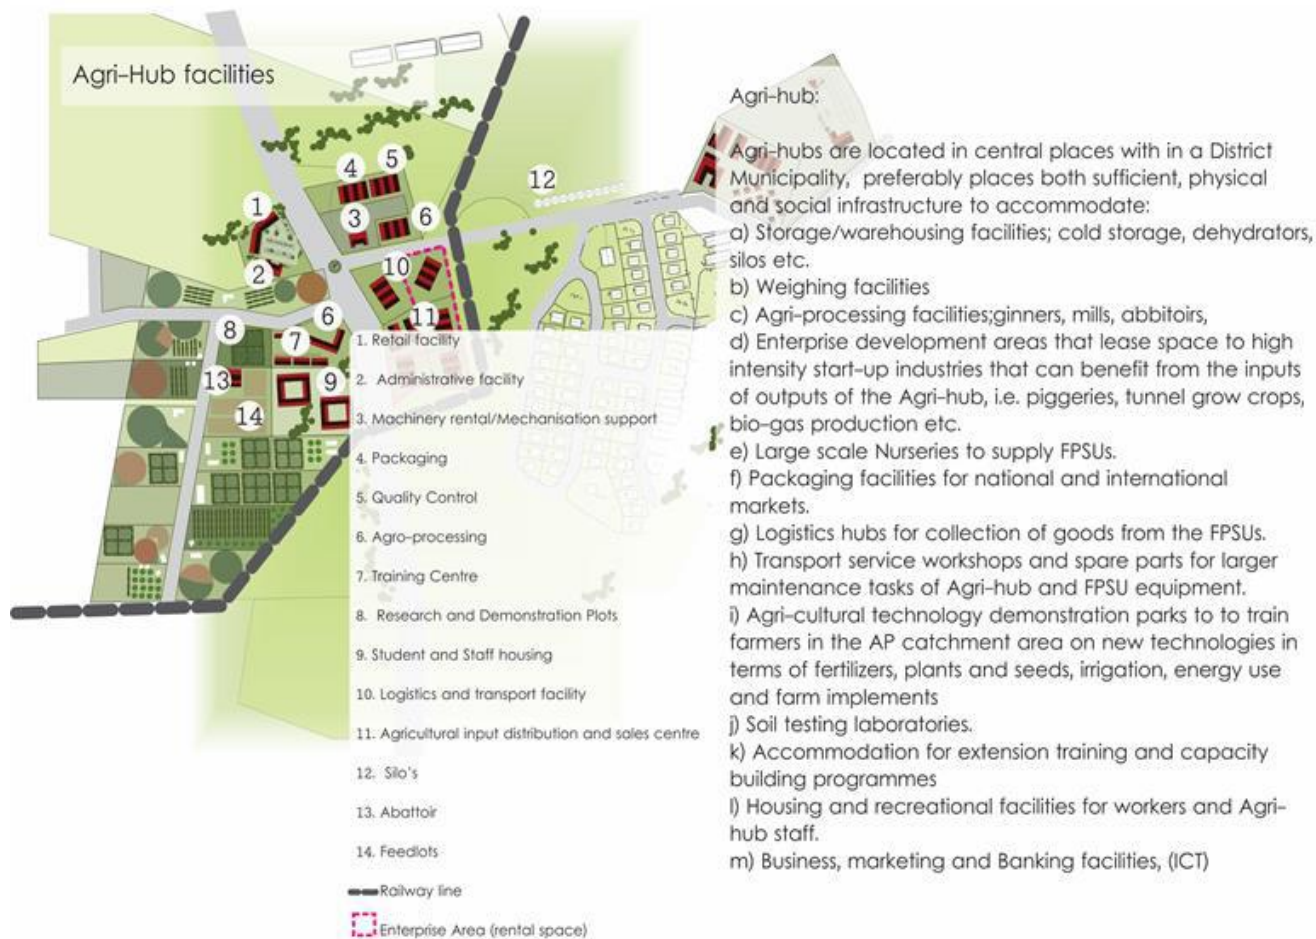 Agri-Hub facilities
1
2
3
4
5
6
12
10
11
6
7
8
9
13
14
1. Retail facility
2. Administrative facility
3. Machinery rental/Mechanisation support
4. Packaging
5. Quality Control
6. Agro-processing
7. Training Centre
8. Research and Demonstration Plots
9. Student and Staff housing
10. Logistics and transport facility
11. Agricultural input distribution and sales centre
12. Silo's
13. Abattoir
14. Feedlots
Railway line
Enterprise Area (rental space)
Agri-hub:
Agri-hubs are located in central places with in a District
Municipality, preferably places both sufficient, physical
and social infrastructure to accommodate:
a) Storage/warehousing facilities; cold storage, dehydrators,
silos etc.
b) Weighing facilities
c) Agri-processing facilities;ginners, mills, abbitoirs,
d) Enterprise development areas that lease space to high
intensity start-up industries that can benefit from the inputs
of outputs of the Agri-hub, i.e. piggeries, tunnel grow crops,
bio-gas production etc.
e) Large scale Nurseries to supply FPSUs.
f) Packaging facilities for national and international
markets.
g) Logistics hubs for collection of goods from the FPSUs.
h) Transport service workshops and spare parts for larger
maintenance tasks of Agri-hub and FPSU equipment.
i) Agri-cultural technology demonstration parks to to train
farmers in the AP catchment area on new technologies in
terms of fertilizers, plants and seeds, irrigation, energy use
and farm implements
j) Soil testing laboratories.
k) Accommodation for extension training and capacity
building programmes
l) Housing and recreational facilities for workers and Agri-
hub staff.
m) Business, marketing and Banking facilities, (ICT)